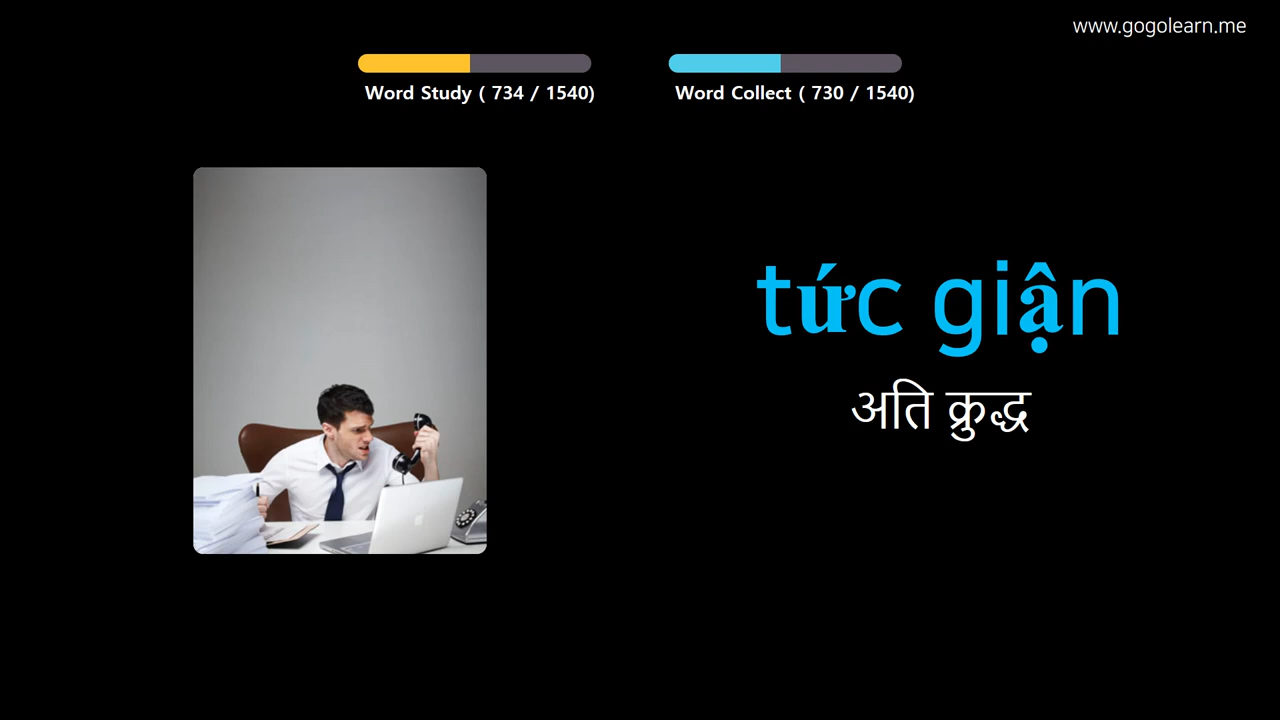 www.gogolearn.me
Word Study ( 734 / 1540)
Word Collect ( 730 / 1540)
tức giận
अति क्रुद्ध